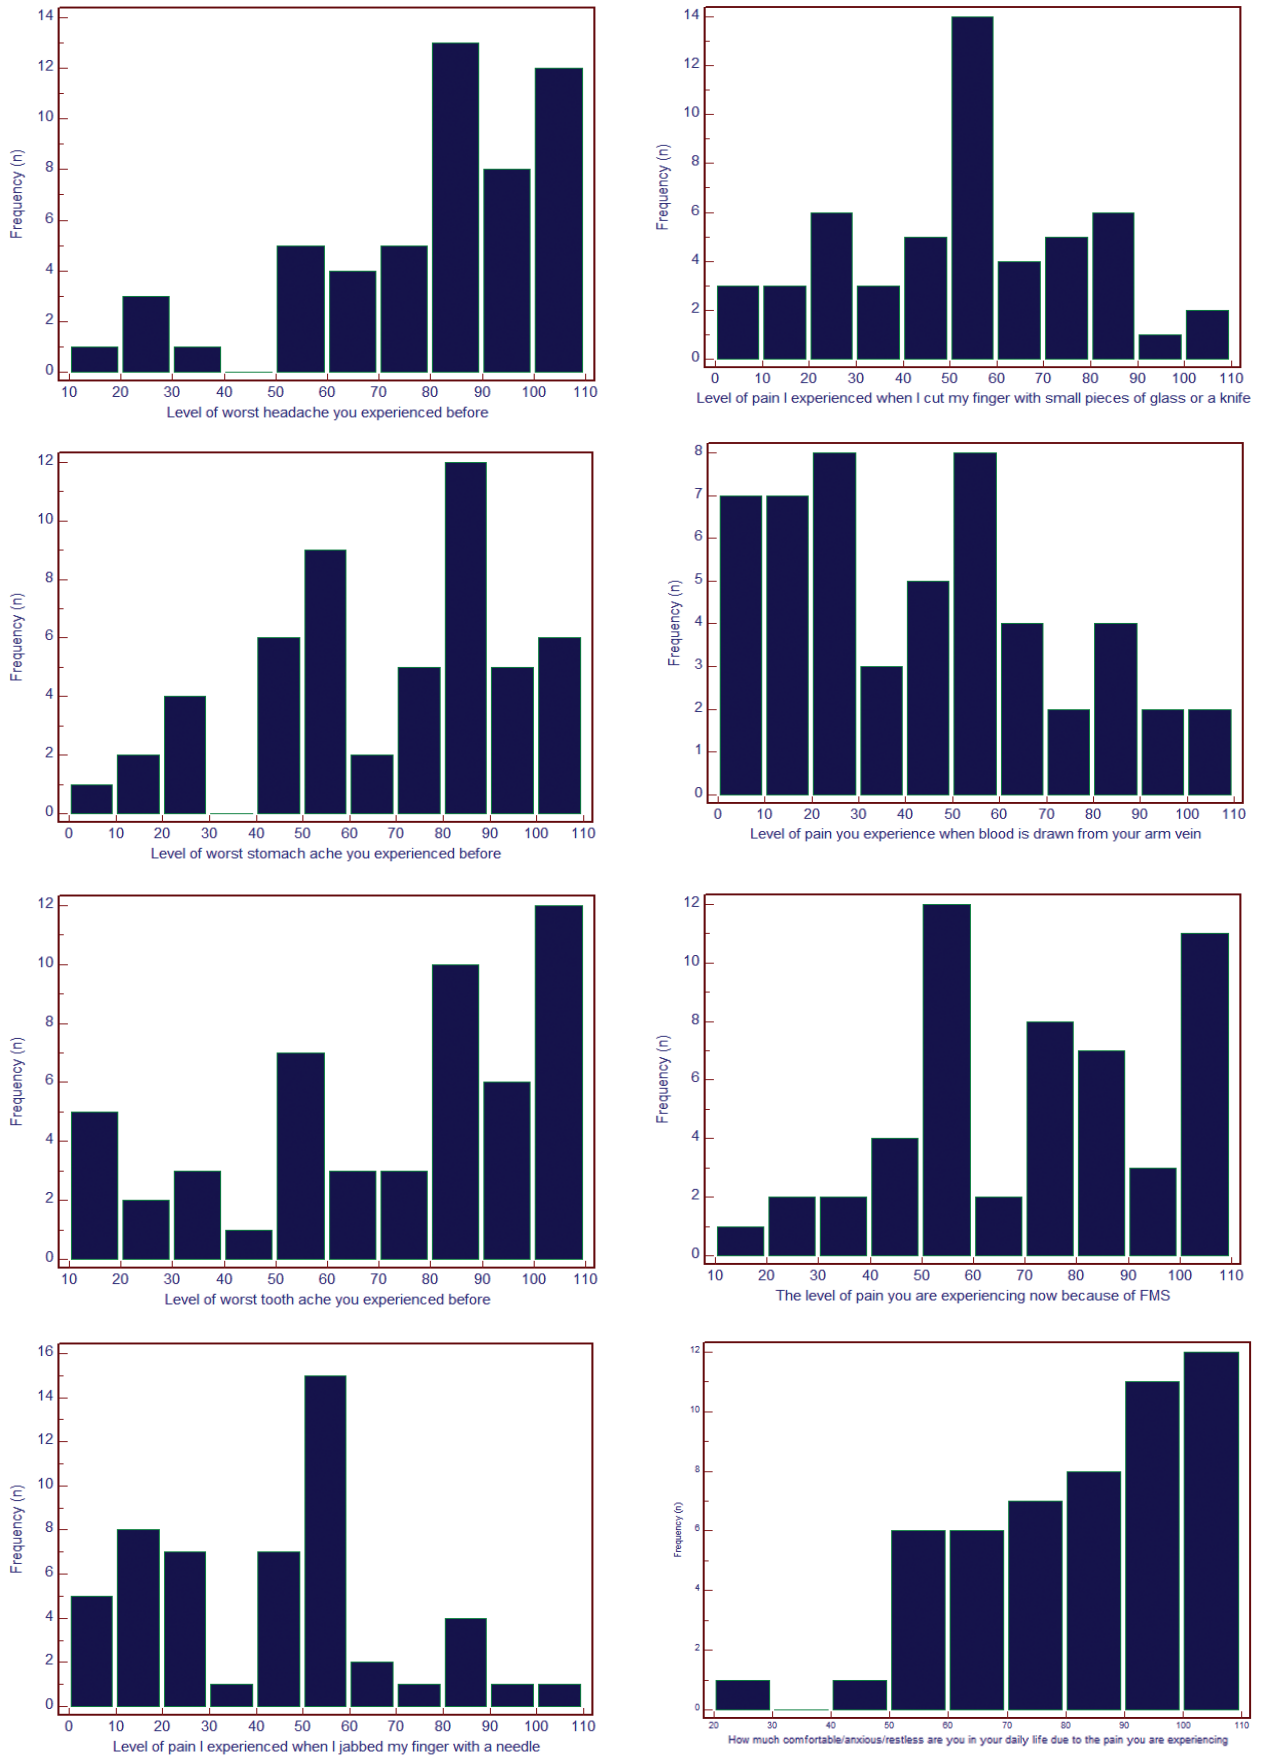 14
12
10
8
6
4
2
0
Frequency (n)
10 20 30 40 50 60 70 80 90 100 110
Level of worst headache you experienced before
14
12
10
8
6
4
2
0
Frequency (n)
0 10 20 30 40 50 60 70 80 90 100 110
Level of pain I experienced when I cut my finger with small pieces of glass or a knife
12
10
8
6
4
2
0
Frequency (n)
0 10 20 30 40 50 60 70 80 90 100 110
Level of worst stomach ache you experienced before
8
7
6
5
4
3
2
1
0
Frequency (n)
0 10 20 30 40 50 60 70 80 90 100 110
Level of pain you experience when blood is drawn from your arm vein
12
10
8
6
4
2
0
Frequency (n)
10 20 30 40 50 60 70 80 90 100 110
Level of worst tooth ache you experienced before
12
10
8
6
4
2
0
Frequency (n)
10 20 30 40 50 60 70 80 90 100 110
The level of pain you are experiencing now because of FMS
16
14
12
10
8
6
4
2
0
Frequency (n)
0 10 20 30 40 50 60 70 80 90 100 110
Level of pain I experienced when I jabbed my finger with a needle
12
10
8
6
4
2
0
Frequency (n)
20 30 40 50 60 70 80 90 100 110
How much comfortable/anxious/restless are you in your daily life due to the pain you are experiencing